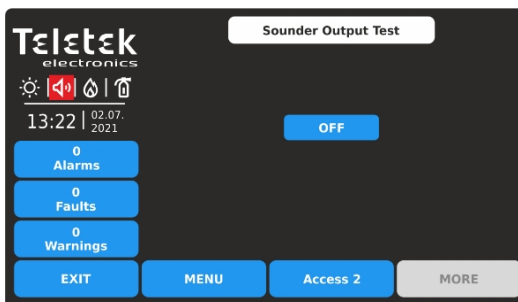 Teletek
electronics
Sounder Output Test
13:22 | 02.07.
2021
OFF
0
Alarms
0
Faults
0
Warnings
EXIT
MENU
Access 2
MORE